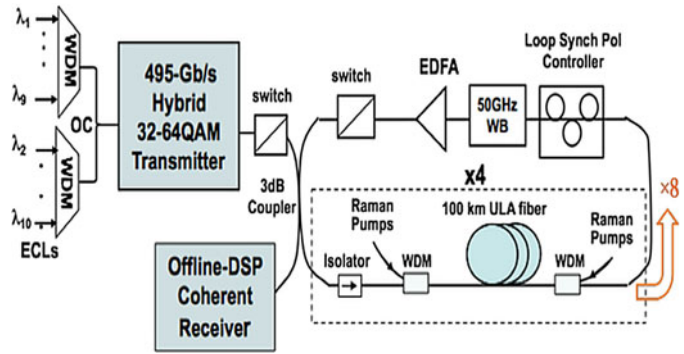 λ1
λ9
WDM
OC
λ2
λ10
WDM
ECLs
495-Gb/s
Hybrid
32-64QAM
Transmitter
switch
3dB
Coupler
Offline-DSP
Coherent
Receiver
switch
EDFA
50GHz
WB
Loop Synch Pol
Controller
x4
×8
Isolator
Raman
Pumps
WDM
100 km ULA fiber
WDM
Raman
Pumps